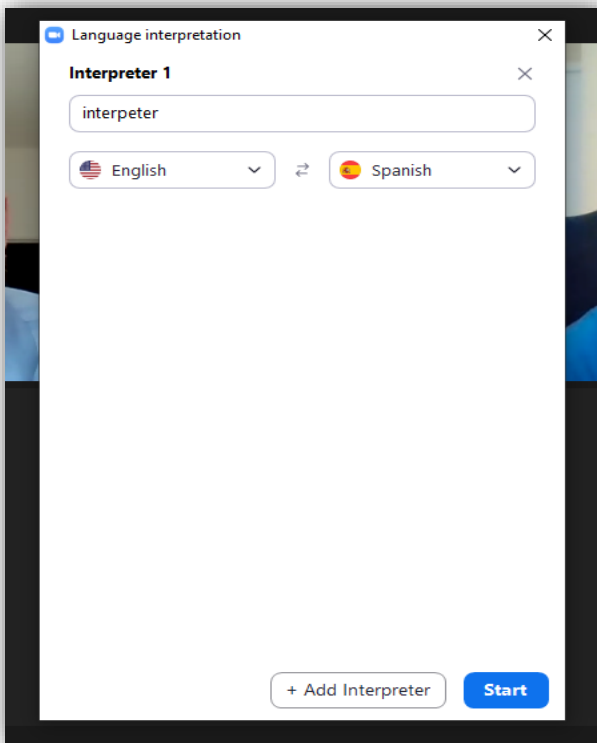 Language interpretation
Interpreter 1
interpeter
English Spanish
+ Add Interpreter Start